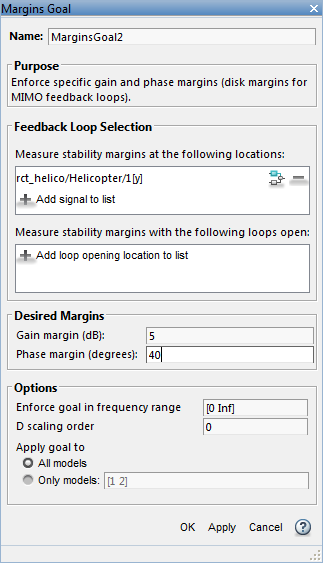 Margins Goal
Name: MarginsGoal2
Purpose
Enforce specific gain and phase margins (disk margins for
MIMO feedback loops).
Feedback Loop Selection
Measure stability margins at the following locations:
rct_helico/Helicopter/1[y]
Add signal to list
Measure stability margins with the following loops open:
Add loop opening location to list
Desired Margins
Gain margin (dB): 5
Phase margin (degrees): 40
Options
Enforce goal in frequency range [0 Inf]
D scaling order 0
Apply goal to
All models
Only models: [1 2]
OK Apply Cancel ?